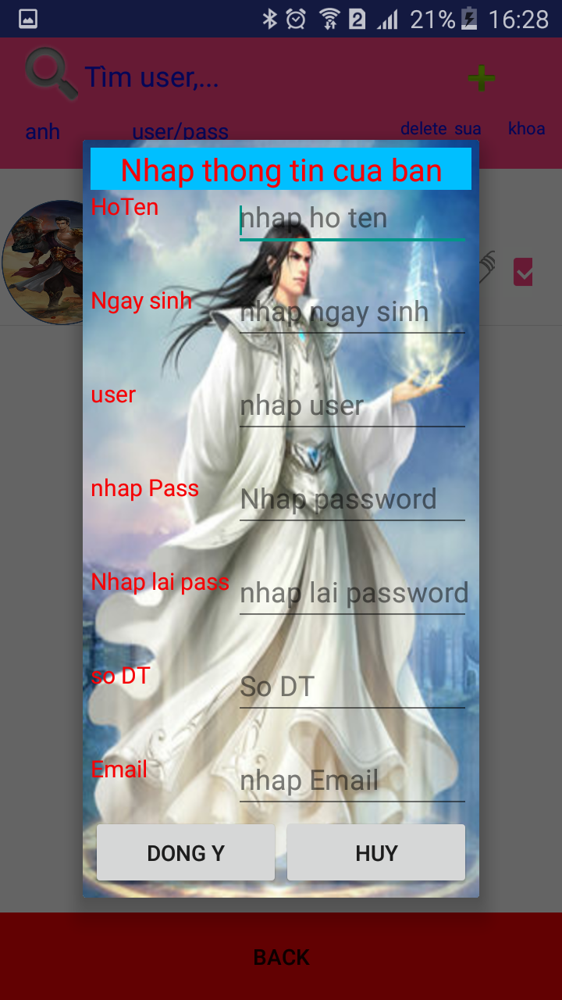 2 21% 16:28
Tìm user,...
anh user/pass delete sua khoa
Nhap thong tin cua ban
HoTen nhap ho ten
Ngay sinh nhap ngay sinh
user nhap user
nhap Pass Nhap password
Nhap lai pass nhap lai password
so DT So DT
Email nhap Email
DONG Y HUY
BACK